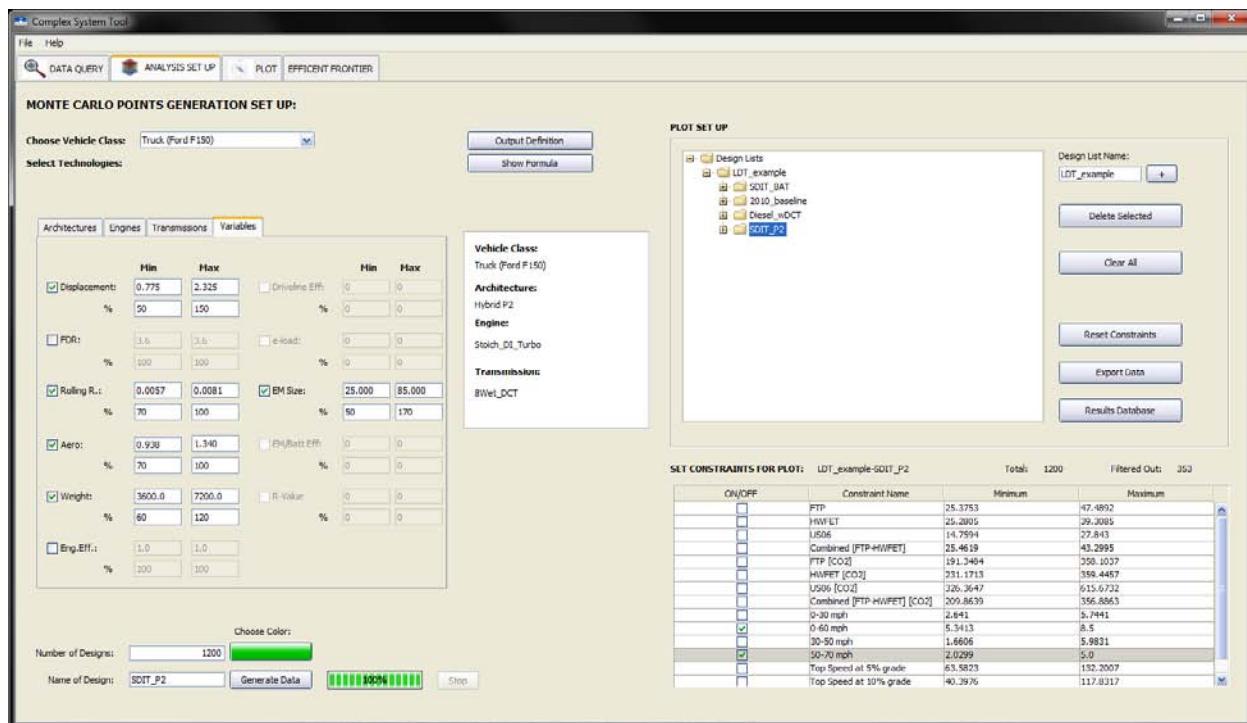 Complex System Tool
File Help
DATA QUERY ANALYSIS SET UP PLOT EFFICENT FRONTIER
MONTE CARLO POINTS GENERATION SET UP:
Choose Vehicle Class: Truck (Ford F150)
Select Technologies:
Output Definition
Show Formula
Architectures Engines Transmissions Variables
Min Max Min Max
Displacement: 0.775 2.325 Driveline Eff: 0 0
% 50 150 % 0 0
FDR: 3.6 3.6 e-load: 0 0
% 100 100 % 0 0
Rolling R.: 0.0057 0.0081 EM Size: 25.000 85.000
% 70 100 % 50 170
Aero: 0.938 1.340 EM/Batt Eff: 0 0
% 70 100 % 0 0
Weight: 3600.0 7200.0 R-Value: 0 0
% 60 120 % 0 0
Eng.Eff.: 1.0 1.0
% 100 100
Vehicle Class:
Truck (Ford F150)
Architecture:
Hybrid P2
Engine:
Stoich_DI_Turbo
Transmission:
8Wet_DCT
Choose Color:
Number of Designs: 1200
Name of Design: SDIT_P2 Generate Data 100% Stop
PLOT SET UP
Design Lists
LDT_example
SDIT_BAT
2010_baseline
Diesel_wDCT
SDIT_P2
Design List Name:
LDT_example +
Delete Selected
Clear All
Reset Constraints
Export Data
Results Database
SET CONSTRAINTS FOR PLOT: LDT_example-SDIT_P2 Total: 1200 Filtered Out: 353
ON/OFF Constraint Name Minimum Maximum
FTP 25.3753 47.4892
HWFET 25.2805 39.3085
US06 14.7594 27.843
Combined [FTP-HWFET] 25.4619 43.2995
FTP [CO2] 191.3484 358.1037
HWFET [CO2] 231.1713 359.4457
US06 [CO2] 326.3647 615.6732
Combined [FTP-HWFET] [CO2] 209.8639 356.8863
0-30 mph 2.641 5.7441
0-60 mph 5.3413 8.5
30-50 mph 1.6606 5.9831
50-70 mph 2.0299 5.0
Top Speed at 5% grade 63.5823 132.2007
Top Speed at 10% grade 40.3976 117.8317